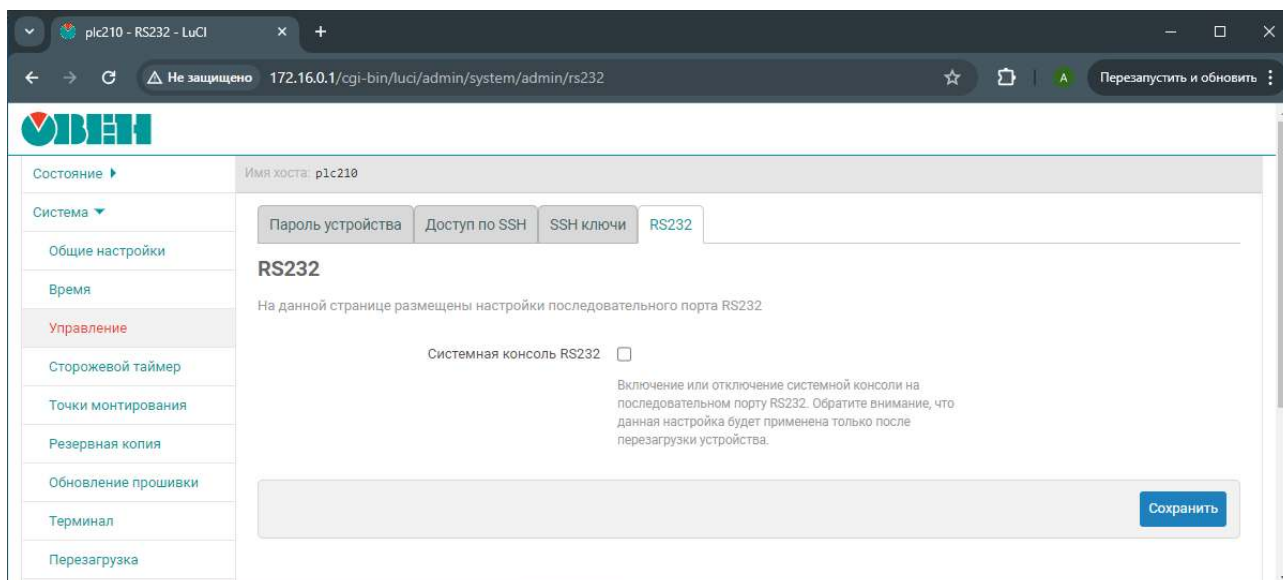 plc210 - RS232 - LuCI
Не защищено 172.16.0.1/cgi-bin/luci/admin/system/admin/rs232
A
Перезапустить и обновить
ОВЕН
Состояние
Имя хоста: plc210
Система
Пароль устройства
Доступ по SSH
SSH ключи
RS232
Общие настройки
RS232
Время
На данной странице размещены настройки последовательного порта RS232
Управление
Системная консоль RS232
Сторожевой таймер
Включение или отключение системной консоли на
последовательном порту RS232. Обратите внимание, что
данная настройка будет применена только после
перезагрузки устройства.
Точки монтирования
Резервная копия
Обновление прошивки
Терминал
Сохранить
Перезагрузка